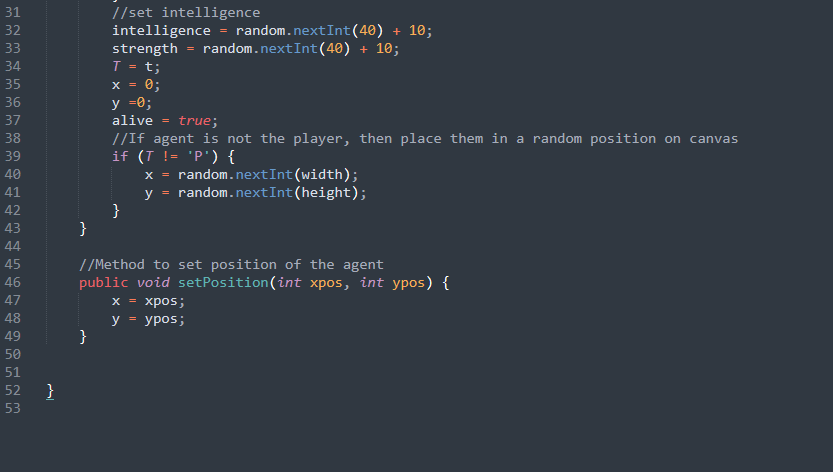 31 //set intelligence
32 intelligence = random.nextInt(40) + 10;
33 strength = random.nextInt(40) + 10;
34 T = t;
35 x = 0;
36 y =0;
37 alive = true;
38 //If agent is not the player, then place them in a random position on canvas
39 if (T != 'P') {
40 x = random.nextInt(width);
41 y = random.nextInt(height);
42 }
43 }
44
45 //Method to set position of the agent
46 public void setPosition(int xpos, int ypos) {
47 x = xpos;
48 y = ypos;
49 }
50
51
52 }
53